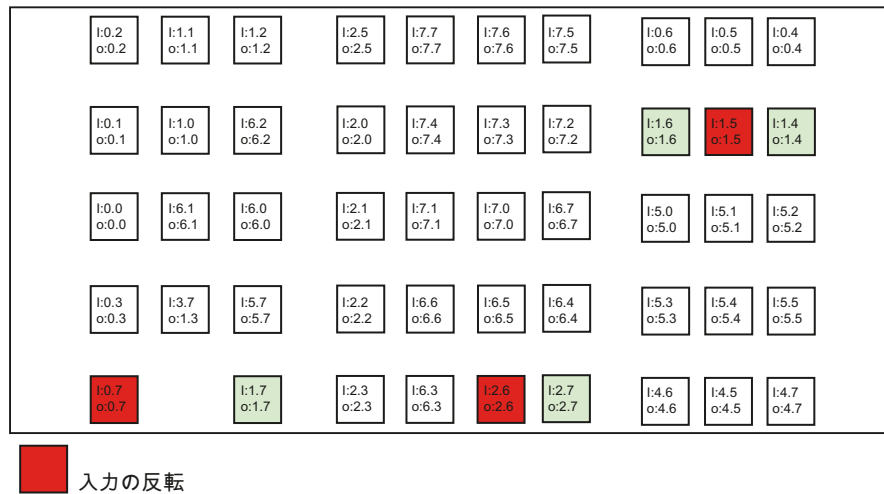 I:0.2 I:1.1 I:1.2 I:2.5 I:7.7 I:7.6 I:7.5 I:0.6 I:0.5 I:0.4
o:0.2 o:1.1 o:1.2 o:2.5 o:7.7 o:7.6 o:7.5 o:0.6 o:0.5 o:0.4
I:0.1 I:1.0 I:6.2 I:2.0 I:7.4 I:7.3 I:7.2 I:1.6 I:1.5 I:1.4
o:0.1 o:1.0 o:6.2 o:2.0 o:7.4 o:7.3 o:7.2 o:1.6 o:1.5 o:1.4
I:0.0 I:6.1 I:6.0 I:2.1 I:7.1 I:7.0 I:6.7 I:5.0 I:5.1 I:5.2
o:0.0 o:6.1 o:6.0 o:2.1 o:7.1 o:7.0 o:6.7 o:5.0 o:5.1 o:5.2
I:0.3 I:3.7 I:5.7 I:2.2 I:6.6 I:6.5 I:6.4 I:5.3 I:5.4 I:5.5
o:0.3 o:1.3 o:5.7 o:2.2 o:6.6 o:6.5 o:6.4 o:5.3 o:5.4 o:5.5
I:0.7 I:1.7 I:2.3 I:6.3 I:2.6 I:2.7 I:4.6 I:4.5 I:4.7
o:0.7 o:1.7 o:2.3 o:6.3 o:2.6 o:2.7 o:4.6 o:4.5 o:4.7
入力の反転